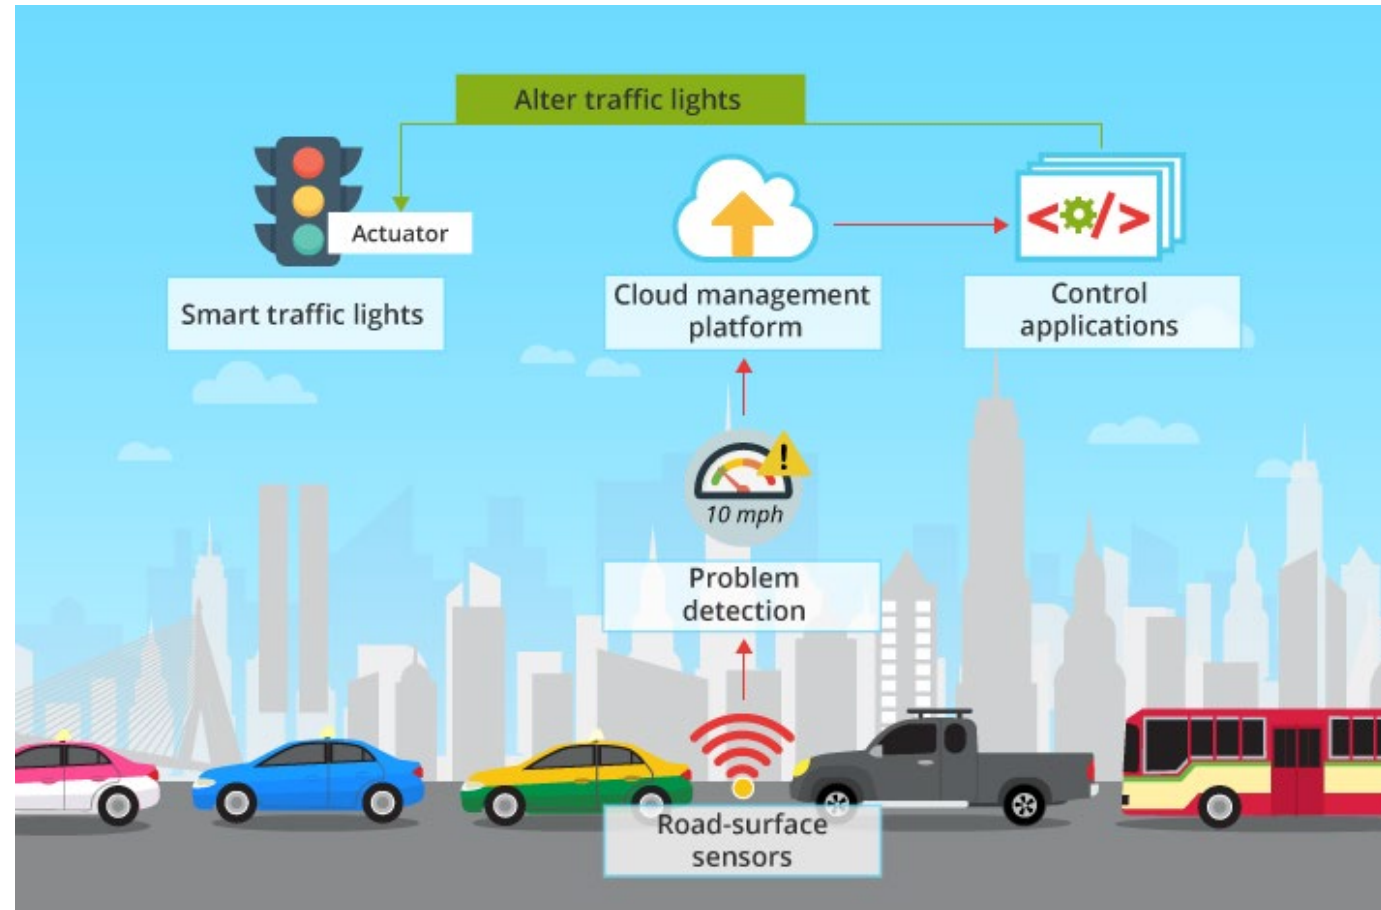 Alter traffic lights
Actuator
Smart traffic lights
Cloud management
platform
</>
Control
applications
!
10 mph
Problem
detection
Road-surface
sensors